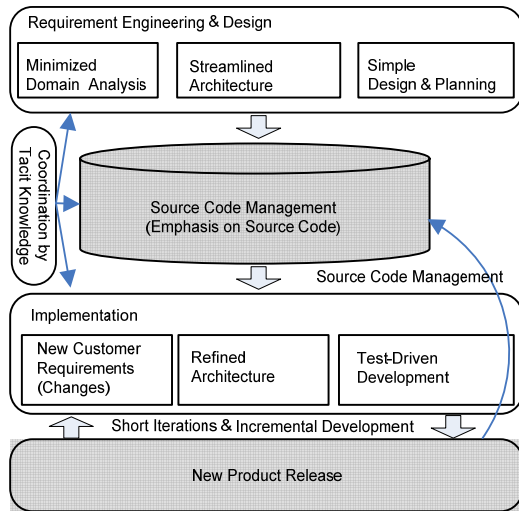 Requirement Engineering & Design
Minimized
Domain Analysis
Streamlined
Architecture
Simple
Design & Planning
Coordination by
Tacit Knowledge
Source Code Management
(Emphasis on Source Code)
Source Code Management
Implementation
New Customer
Requirements
(Changes)
Refined
Architecture
Test-Driven
Development
Short Iterations & Incremental Development
New Product Release